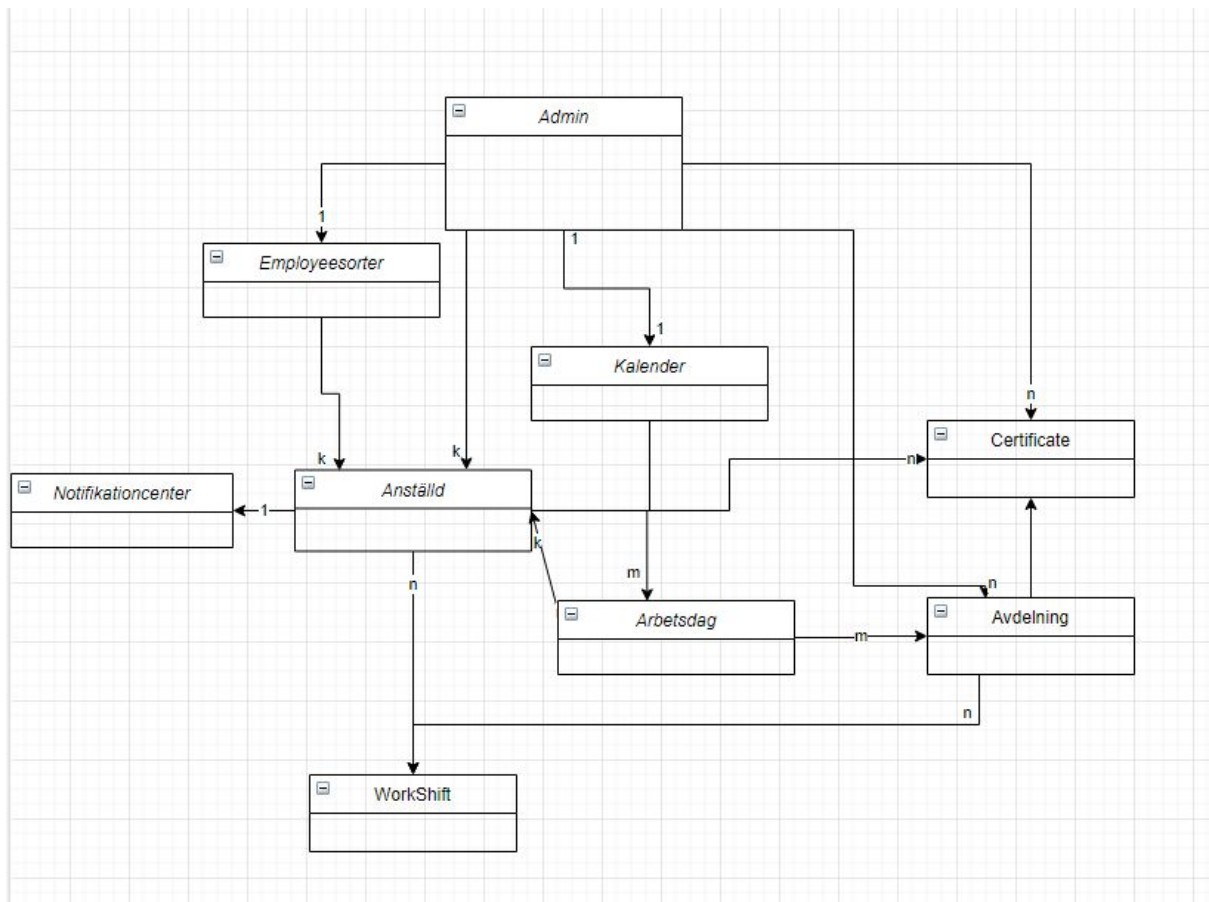 Admin
1
Employeesorter
1
1
Kalender
n
Certificate
k
k
n
Notifikationcenter
Anställd
1
k
m
n
n
Arbetsdag
Avdelning
m
n
WorkShift